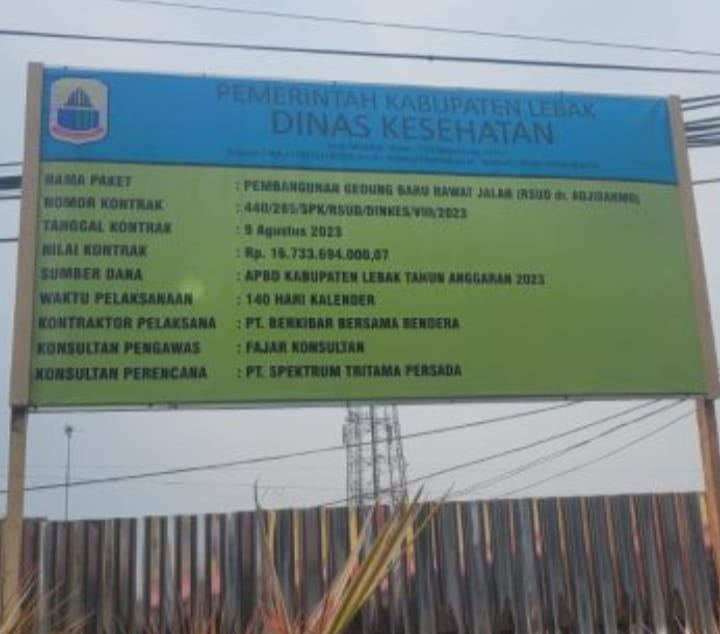 PEMERINTAH KABUPATEN LEBAK
DINAS KESEHATAN
NAMA PAKET : PEMBANGUNAN GEDUNG BARU RAWAT JALAN (RSUD dr. ADJIDARMO)
NOMOR KONTRAK : 440/265/SPK/RSUD/DINKES/VIII/2023
TANGGAL KONTRAK : 9 Agustus 2023
NILAI KONTRAK : Rp. 16.733.694.000,07
SUMBER DANA : APBD KABUPATEN LEBAK TAHUN ANGGARAN 2023
WAKTU PELAKSANAAN : 140 HARI KALENDER
KONTRAKTOR PELAKSANA : PT. BERKIBAR BERSAMA BENDERA
KONSULTAN PENGAWAS : FAJAR KONSULTAN
KONSULTAN PERENCANA : PT. SPEKTRUM TRITAMA PERSADA